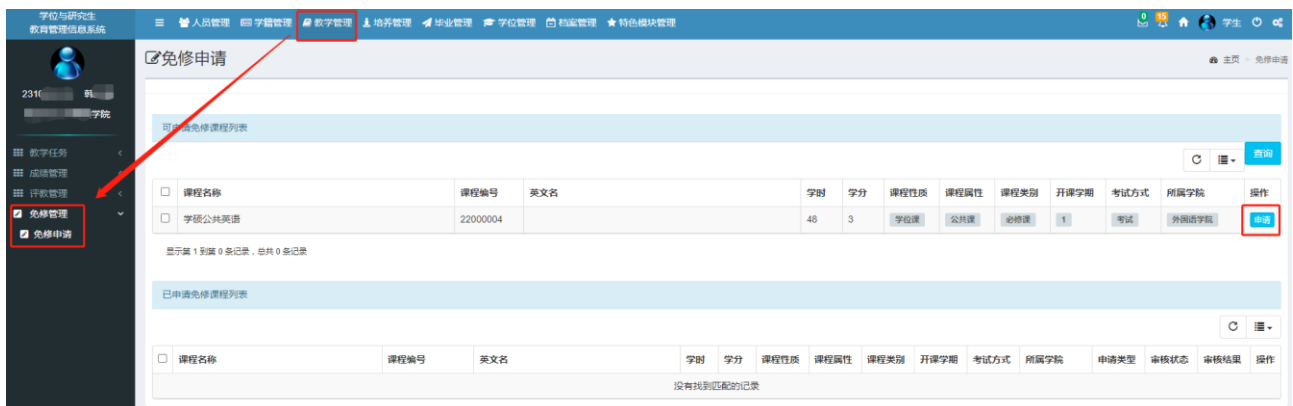 学位与研究生
教育管理信息系统
人员管理 学籍管理 教学管理 培养管理 毕业管理 学位管理 档案管理 特色模块管理
0 15 学生
免修申请
主页 免修申请
学院
教学任务
成绩管理
评教管理
免修管理
免修申请
可申请免修课程列表
查询
课程名称 课程编号 英文名 学时 学分 课程性质 课程属性 课程类别 开课学期 考试方式 所属学院 操作
学硕公共英语 22000004 48 3 学位课 公共课 必修课 1 考试 外国语学院 申请
显示第 1 到第 0 条记录，总共 0 条记录
已申请免修课程列表
课程名称 课程编号 英文名 学时 学分 课程性质 课程属性 课程类别 开课学期 考试方式 所属学院 申请类型 审核状态 审核结果 操作
没有找到匹配的记录